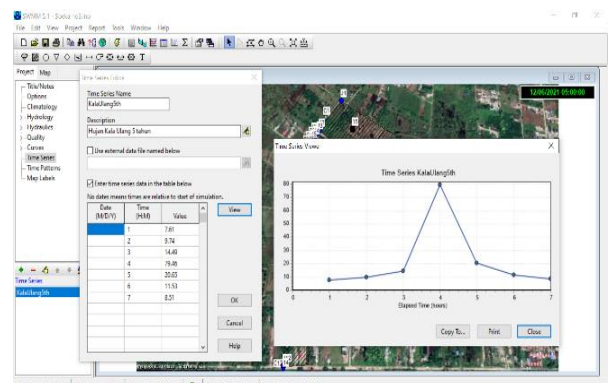 SWMM 5.1 -
File Edit View Project Report Tools Window Help
Project Map
Title/Notes
Options
Climatology
Hydrology
Hydraulics
Quality
Curves
Time Series
Time Patterns
Map Labels
Time Series
KalaUlang5th
Time Series Editor
Time Series Name
KalaUlang5th
Description
Hujan Kala Ulang 5 tahun
Use external data file named below
Enter time series data in the table below
No dates means times are relative to start of simulation.
Date (M/D/Y) Time (H:M) Value
1 7.61
2 9.74
3 14.49
4 79.46
5 20.65
6 11.53
7 8.51
View
OK
Cancel
Help
12/06/2021 05:00:00
Time Series Viewer
Time Series KalaUlang5th
80
70
60
50
40
30
20
10
0
0 1 2 3 4 5 6 7
Elapsed Time (hours)
Copy To... Print Close